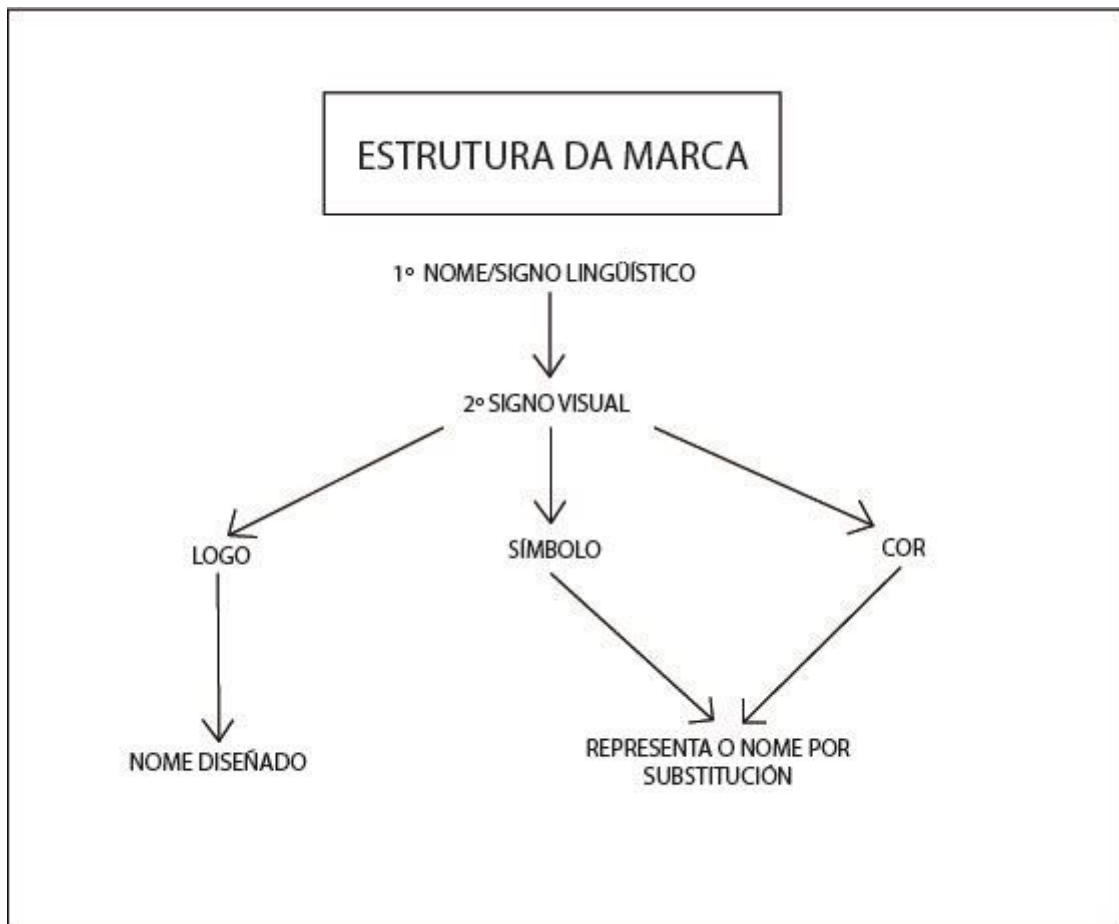 ESTRUTURA DA MARCA
1º NOME/SIGNO LINGÜÍSTICO
2º SIGNO VISUAL
LOGO
SÍMBOLO
COR
NOME DISEÑADO
REPRESENTA O NOME POR
SUBSTITUCIÓN